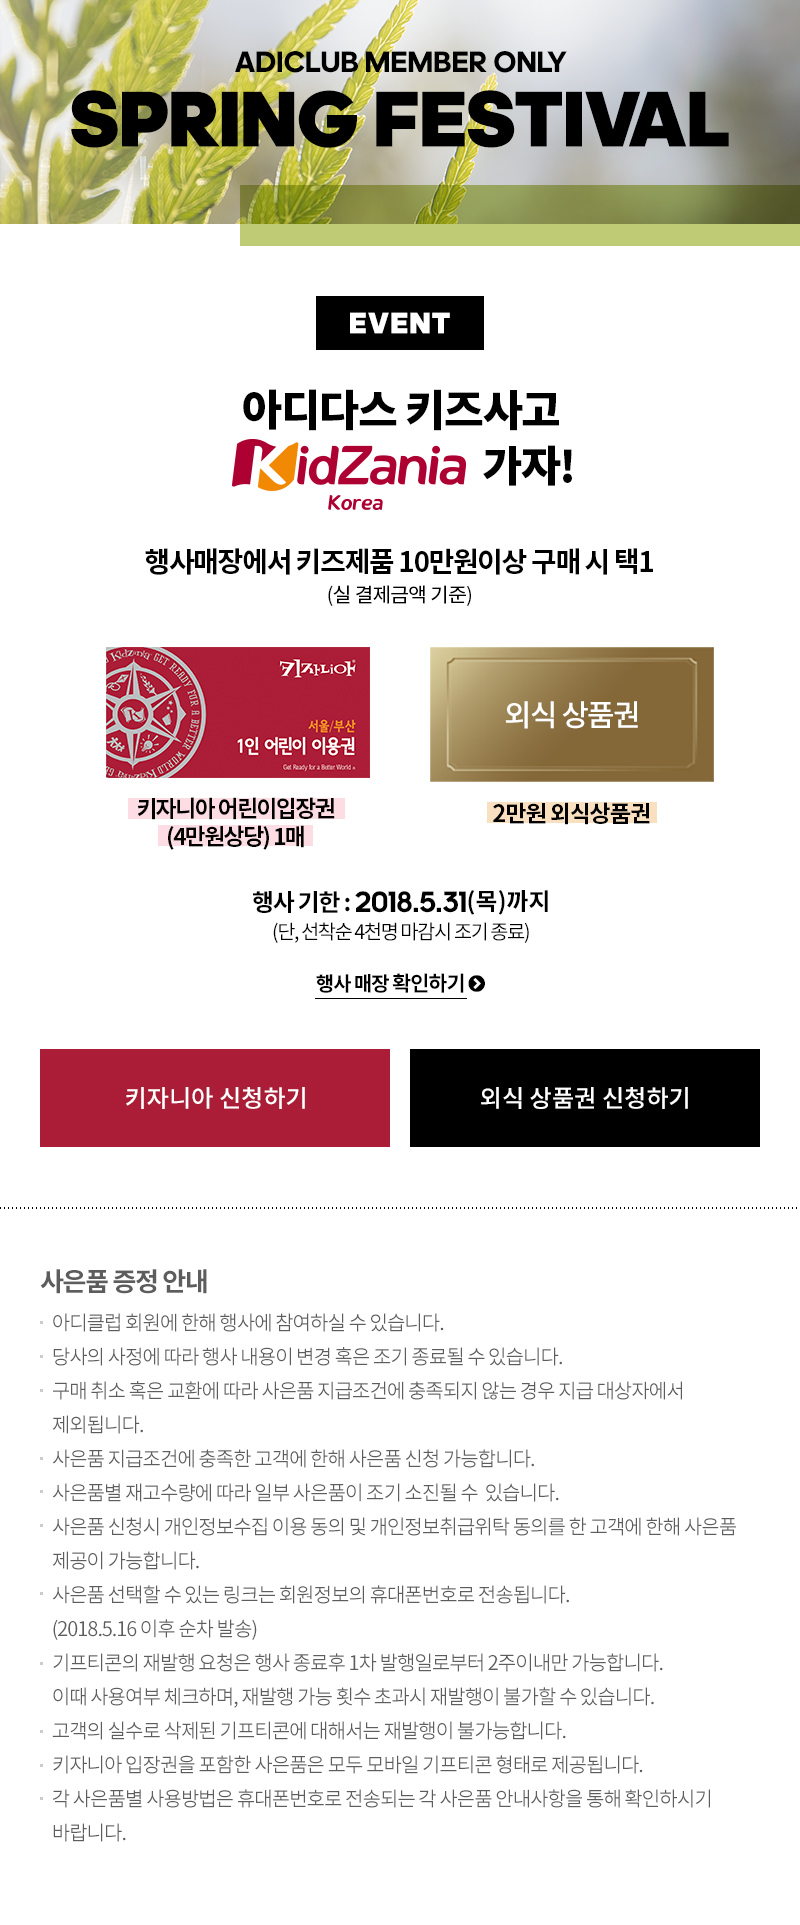 ADICLUB MEMBER ONLY
SPRING FESTIVAL
EVENT
아디다스 키즈사고
KidZania 가자!
Korea
행사매장에서 키즈제품 10만원이상 구매 시 택1
(실 결제금액 기준)
KidZania GET READY FOR A BETTER WORLD
키자니아
서울/부산
1인 어린이 이용권
Get Ready for a Better World
외식 상품권
키자니아 어린이입장권
(4만원상당) 1매
2만원 외식상품권
행사 기한 : 2018.5.31(목)까지
(단, 선착순 4천명 마감시 조기 종료)
행사 매장 확인하기
키자니아 신청하기
외식 상품권 신청하기
사은품 증정 안내
· 아디클럽 회원에 한해 행사에 참여하실 수 있습니다.
· 당사의 사정에 따라 행사 내용이 변경 혹은 조기 종료될 수 있습니다.
· 구매 취소 혹은 교환에 따라 사은품 지급조건에 충족되지 않는 경우 지급 대상자에서
제외됩니다.
· 사은품 지급조건에 충족한 고객에 한해 사은품 신청 가능합니다.
· 사은품별 재고수량에 따라 일부 사은품이 조기 소진될 수 있습니다.
· 사은품 신청시 개인정보수집 이용 동의 및 개인정보취급위탁 동의를 한 고객에 한해 사은품
제공이 가능합니다.
· 사은품 선택할 수 있는 링크는 회원정보의 휴대폰번호로 전송됩니다.
(2018.5.16 이후 순차 발송)
· 기프티콘의 재발행 요청은 행사 종료후 1차 발행일로부터 2주이내만 가능합니다.
이때 사용여부 체크하며, 재발행 가능 횟수 초과시 재발행이 불가할 수 있습니다.
· 고객의 실수로 삭제된 기프티콘에 대해서는 재발행이 불가능합니다.
· 키자니아 입장권을 포함한 사은품은 모두 모바일 기프티콘 형태로 제공됩니다.
· 각 사은품별 사용방법은 휴대폰번호로 전송되는 각 사은품 안내사항을 통해 확인하시기
바랍니다.